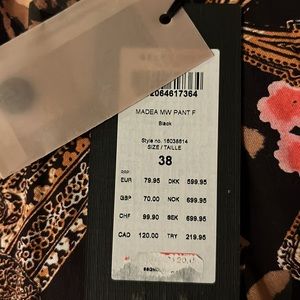 2064617364
MADEA MW PANT F
Black
Style no. 16038614
SIZE / TAILLE
38
RRP
EUR 79.95 DKK 599.95
GBP 70.00 NOK 699.95
CHF 99.90 SEK 699.95
CAD 120.00 TRY 219.95